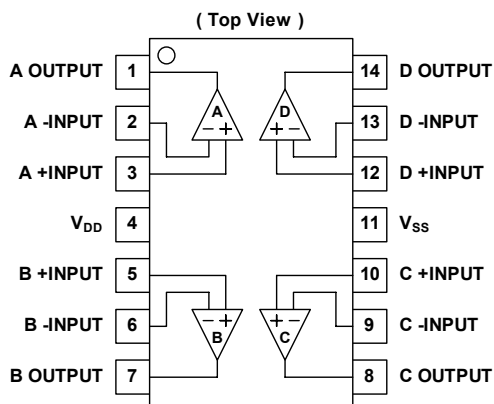 ( Top View )
A OUTPUT 1 14 D OUTPUT
A D
A -INPUT 2 − + + − 13 D -INPUT
A +INPUT 3 12 D +INPUT
VDD 4 11 VSS
B +INPUT 5 10 C +INPUT
B -INPUT 6 − + + − 9 C -INPUT
B C
B OUTPUT 7 8 C OUTPUT